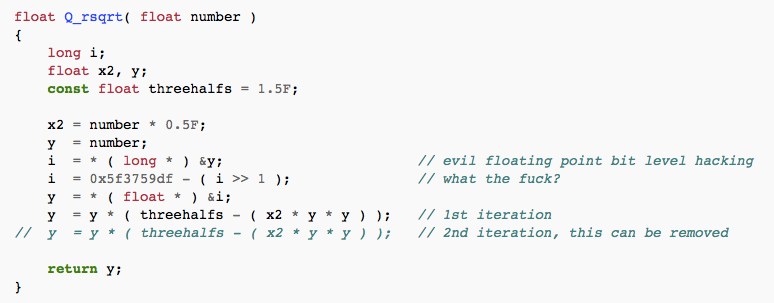 float Q_rsqrt( float number )
{
    long i;
    float x2, y;
    const float threehalfs = 1.5F;

    x2 = number * 0.5F;
    y  = number;
    i  = * ( long * ) &y;                       // evil floating point bit level hacking
    i  = 0x5f3759df - ( i >> 1 );               // what the fuck?
    y  = * ( float * ) &i;
    y  = y * ( threehalfs - ( x2 * y * y ) );   // 1st iteration
//  y  = y * ( threehalfs - ( x2 * y * y ) );   // 2nd iteration, this can be removed

    return y;
}